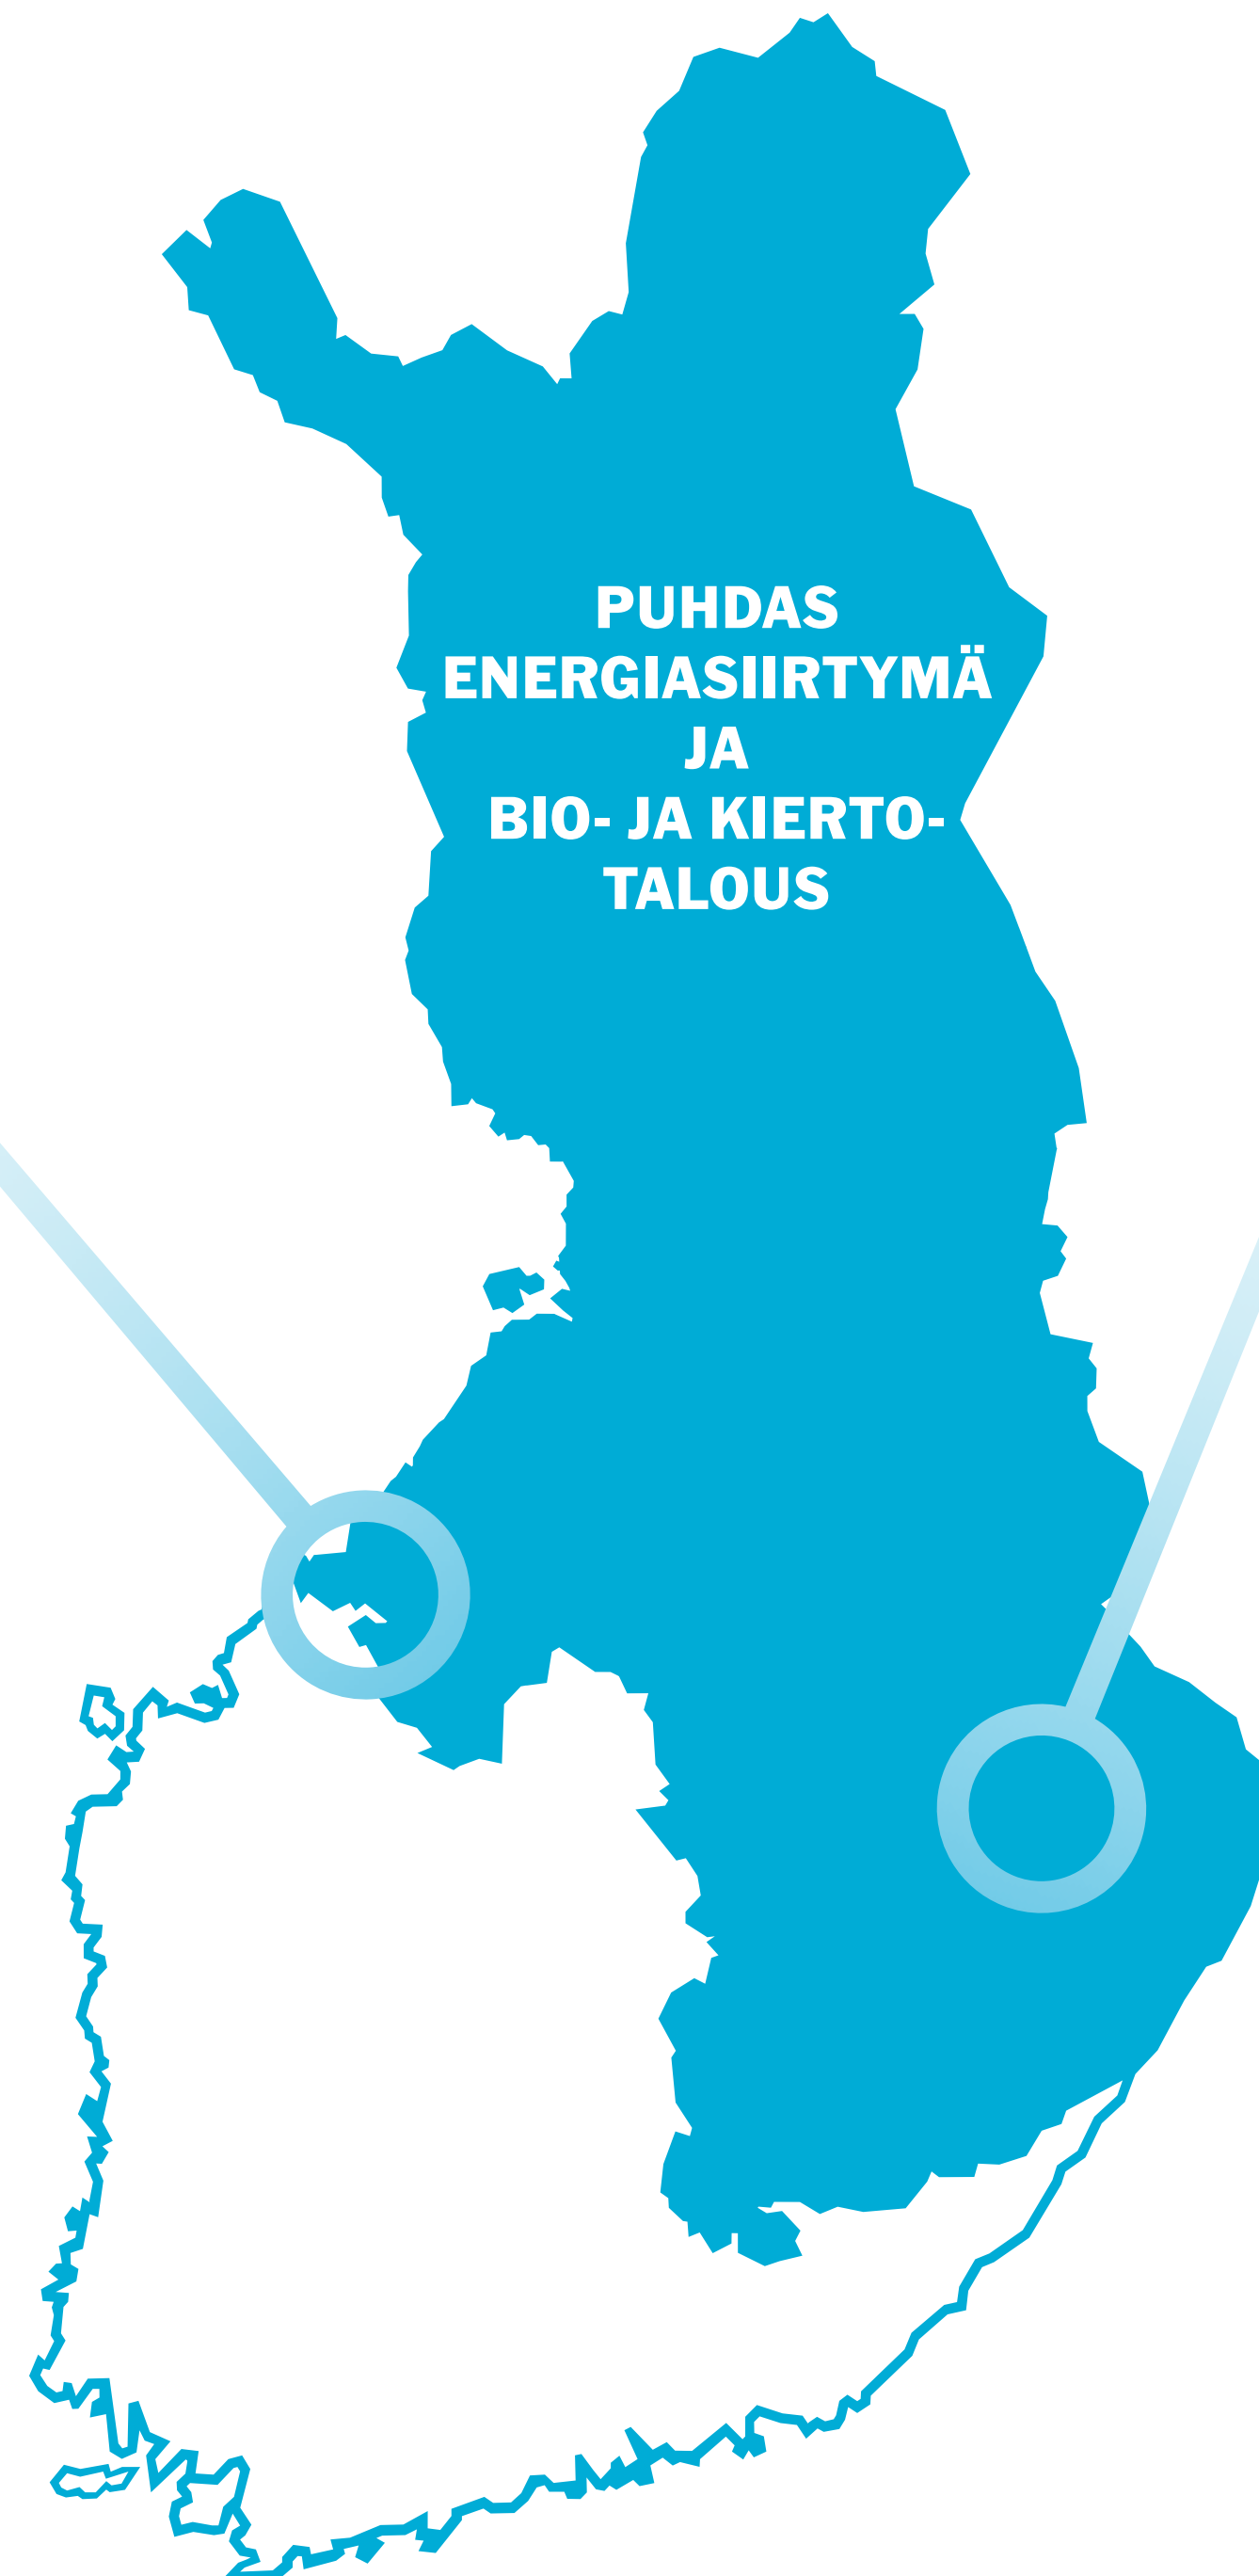 PUHDAS
ENERGIASIIRTYMÄ
JA
BIO- JA KIERTO-
TALOUS